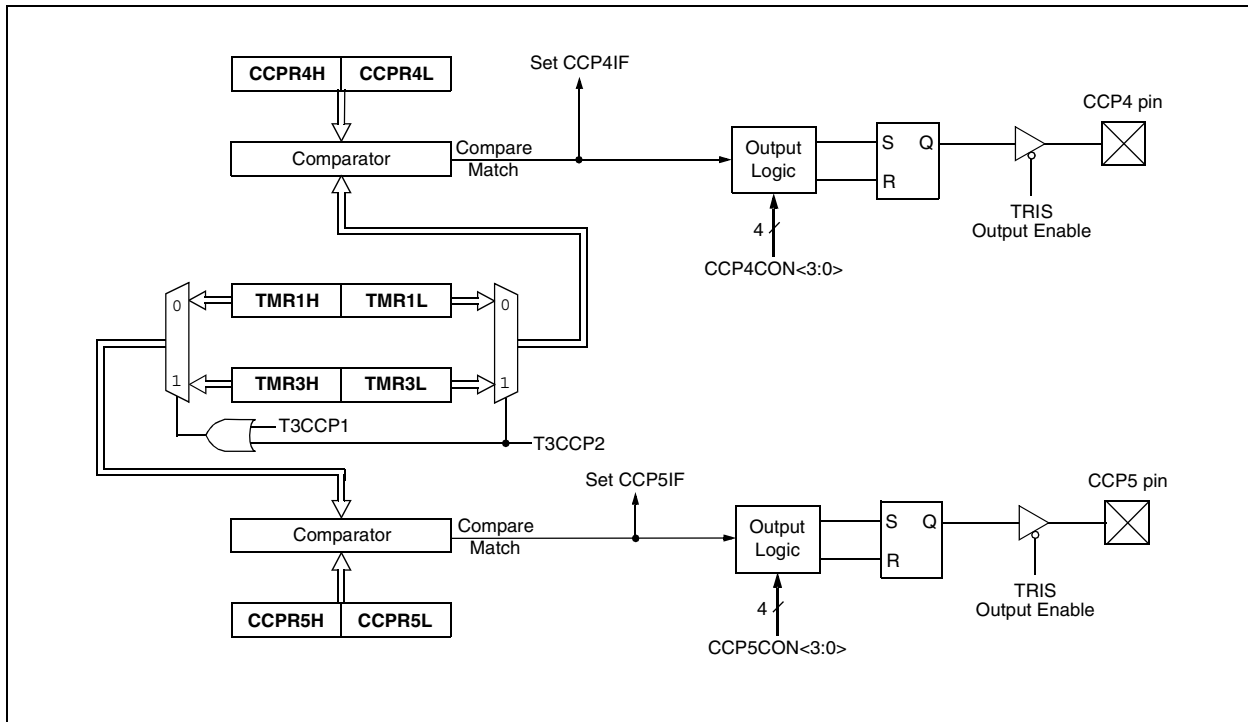 CCPR4H CCPR4L
Set CCP4IF
CCP4 pin
Comparator
Compare
Match
Output
Logic
S Q
R
TRIS
Output Enable
4
CCP4CON<3:0>
0 TMR1H TMR1L 0
1 TMR3H TMR3L 1
T3CCP1
T3CCP2
Set CCP5IF
CCP5 pin
Comparator
Compare
Match
Output
Logic
S Q
R
TRIS
Output Enable
4
CCPR5H CCPR5L
CCP5CON<3:0>